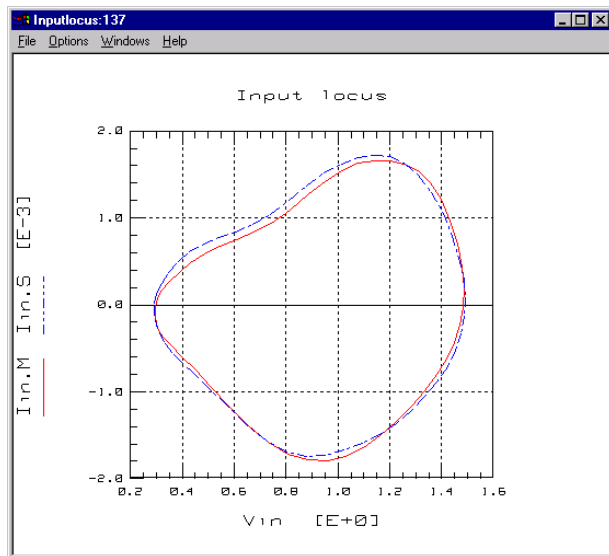 Inputlocus:137
File Options Windows Help
Input locus
2.0
1.0
0.0
-1.0
-2.0
0.2 0.4 0.6 0.8 1.0 1.2 1.4 1.6
Vin [E+0]
Iin.M Iin.S [E-3]